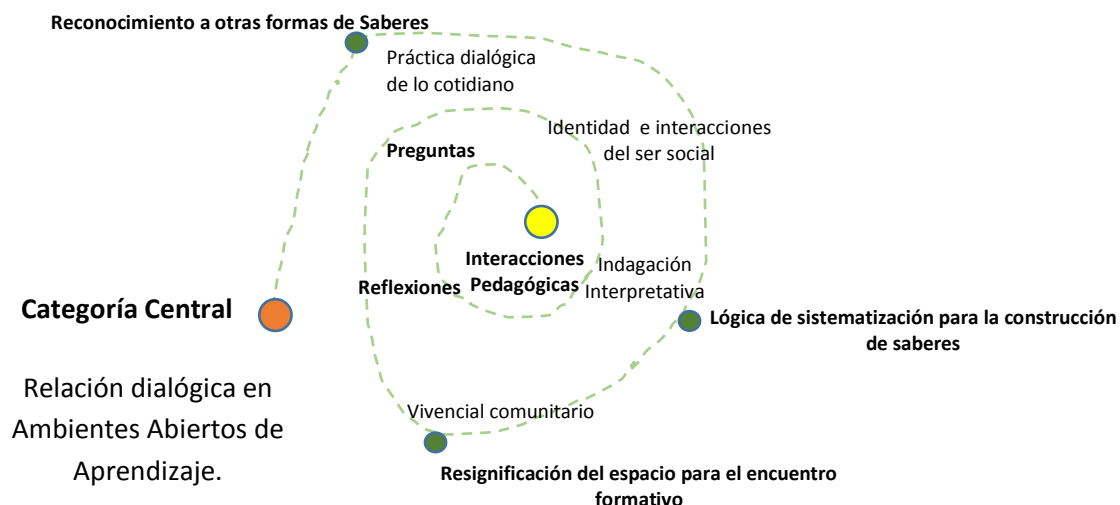 Reconocimiento a otras formas de Saberes
Práctica dialógica
de lo cotidiano
Identidad e interacciones
del ser social
Preguntas
Interacciones
Pedagógicas
Indagación
Interpretativa
Reflexiones
Categoría Central
Lógica de sistematización para la construcción
de saberes
Relación dialógica en
Ambientes Abiertos de
Aprendizaje.
Vivencial comunitario
Resignificación del espacio para el encuentro
formativo